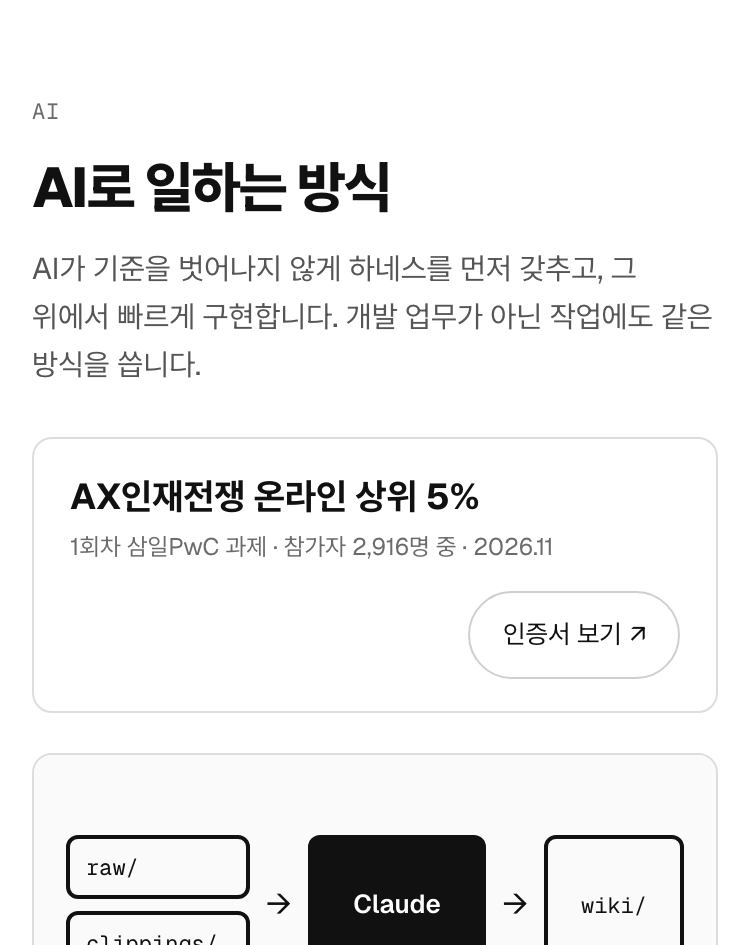 AI
AI로 일하는 방식
AI가 기준을 벗어나지 않게 하네스를 먼저 갖추고, 그
위에서 빠르게 구현합니다. 개발 업무가 아닌 작업에도 같은
방식을 씁니다.
AX인재전쟁 온라인 상위 5%
1회차 삼일PwC 과제 · 참가자 2,916명 중 · 2026.11
인증서 보기 ↗
raw/
→ Claude → wiki/
clippings/